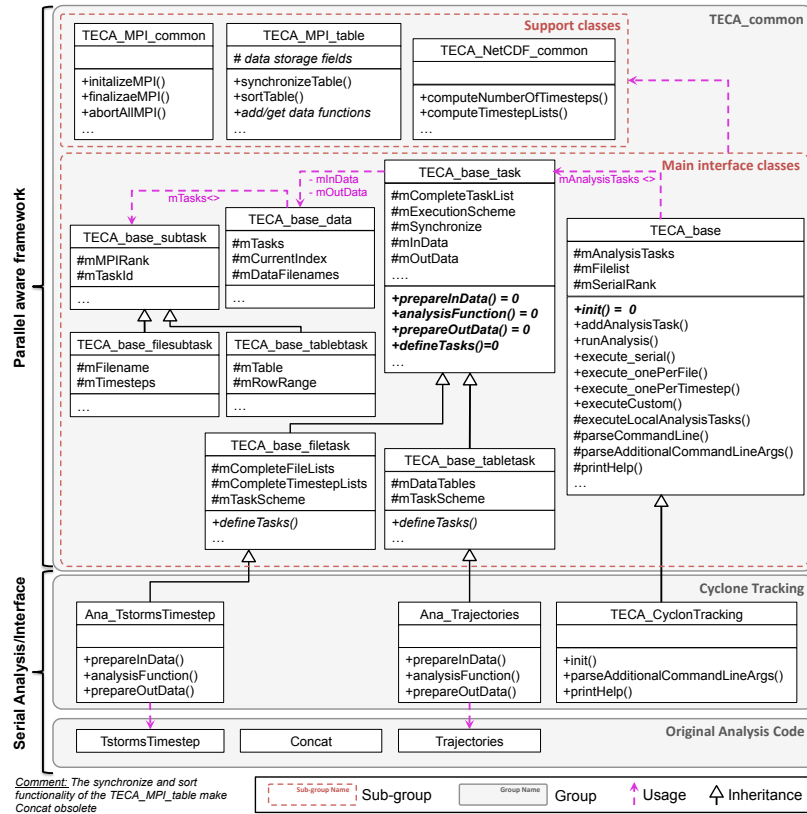 TECA_common
Support classes
TECA_MPI_common
+initalizeMPI()
+finalizaeMPI()
+abortAllMPI()
...
TECA_MPI_table
# data storage fields
+synchronizeTable()
+sortTable()
+add/get data functions
...
TECA_NetCDF_common
+computeNumberOfTimesteps()
+computeTimestepLists()
...
Parallel aware framework
Main interface classes
mTasks<>
- mInData
- mOutData
mAnalysisTasks <>
TECA_base_subtask
#mMPIRank
#mTaskId
...
TECA_base_data
#mTasks
#mCurrentIndex
#mDataFilenames
...
TECA_base_task
#mCompleteTaskList
#mExecutionScheme
#mSynchronize
#mInData
#mOutData
....
+prepareInData() = 0
+analysisFunction() = 0
+prepareOutData() = 0
+defineTasks()=0
...
TECA_base
#mAnalysisTasks
#mFilelist
#mSerialRank
+init() = 0
+addAnalysisTask()
+runAnalysis()
+execute_serial()
+execute_onePerFile()
+execute_onePerTimestep()
+executeCustom()
#executeLocalAnalysisTasks()
#parseCommandLine()
#parseAdditionalCommandLineArgs()
#printHelp()
...
TECA_base_filesubtask
#mFilename
#mTimesteps
...
TECA_base_tablebtask
#mTable
#mRowRange
...
TECA_base_filetask
#mCompleteFileLists
#mCompleteTimestepLists
#mTaskScheme
+defineTasks()
...
TECA_base_tabletask
#mDataTables
#mTaskScheme
+defineTasks()
...
Serial Analysis/Interface
Cyclone Tracking
Ana_TstormsTimestep
+prepareInData()
+analysisFunction()
+prepareOutData()
Ana_Trajectories
+prepareInData()
+analysisFunction()
+prepareOutData()
TECA_CyclonTracking
+init()
+parseAdditionalCommandLineArgs()
+printHelp()
Original Analysis Code
TstormsTimestep
Concat
Trajectories
Comment: The synchronize and sort
functionality of the TECA_MPI_table make
Concat obsolete
Sub-group Name
Sub-group
Group Name
Group
Usage
Inheritance